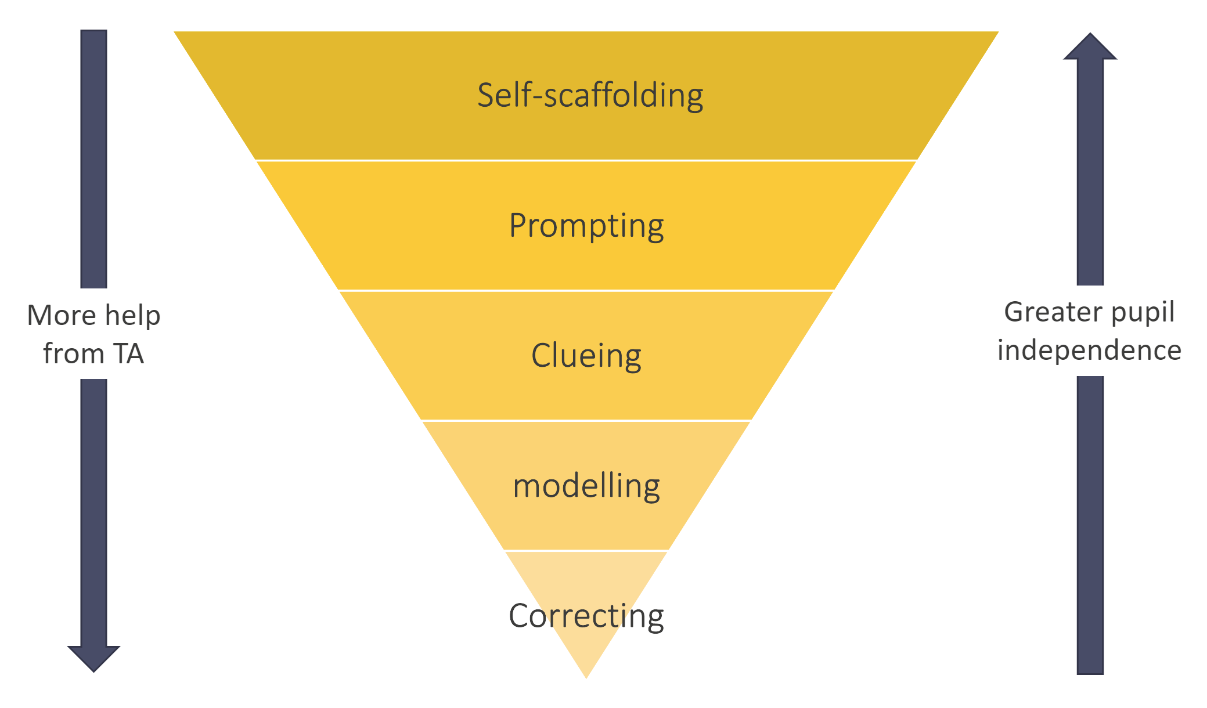 Self-scaffolding
Prompting
Clueing
modelling
Correcting
More help
from TA
Greater pupil
independence